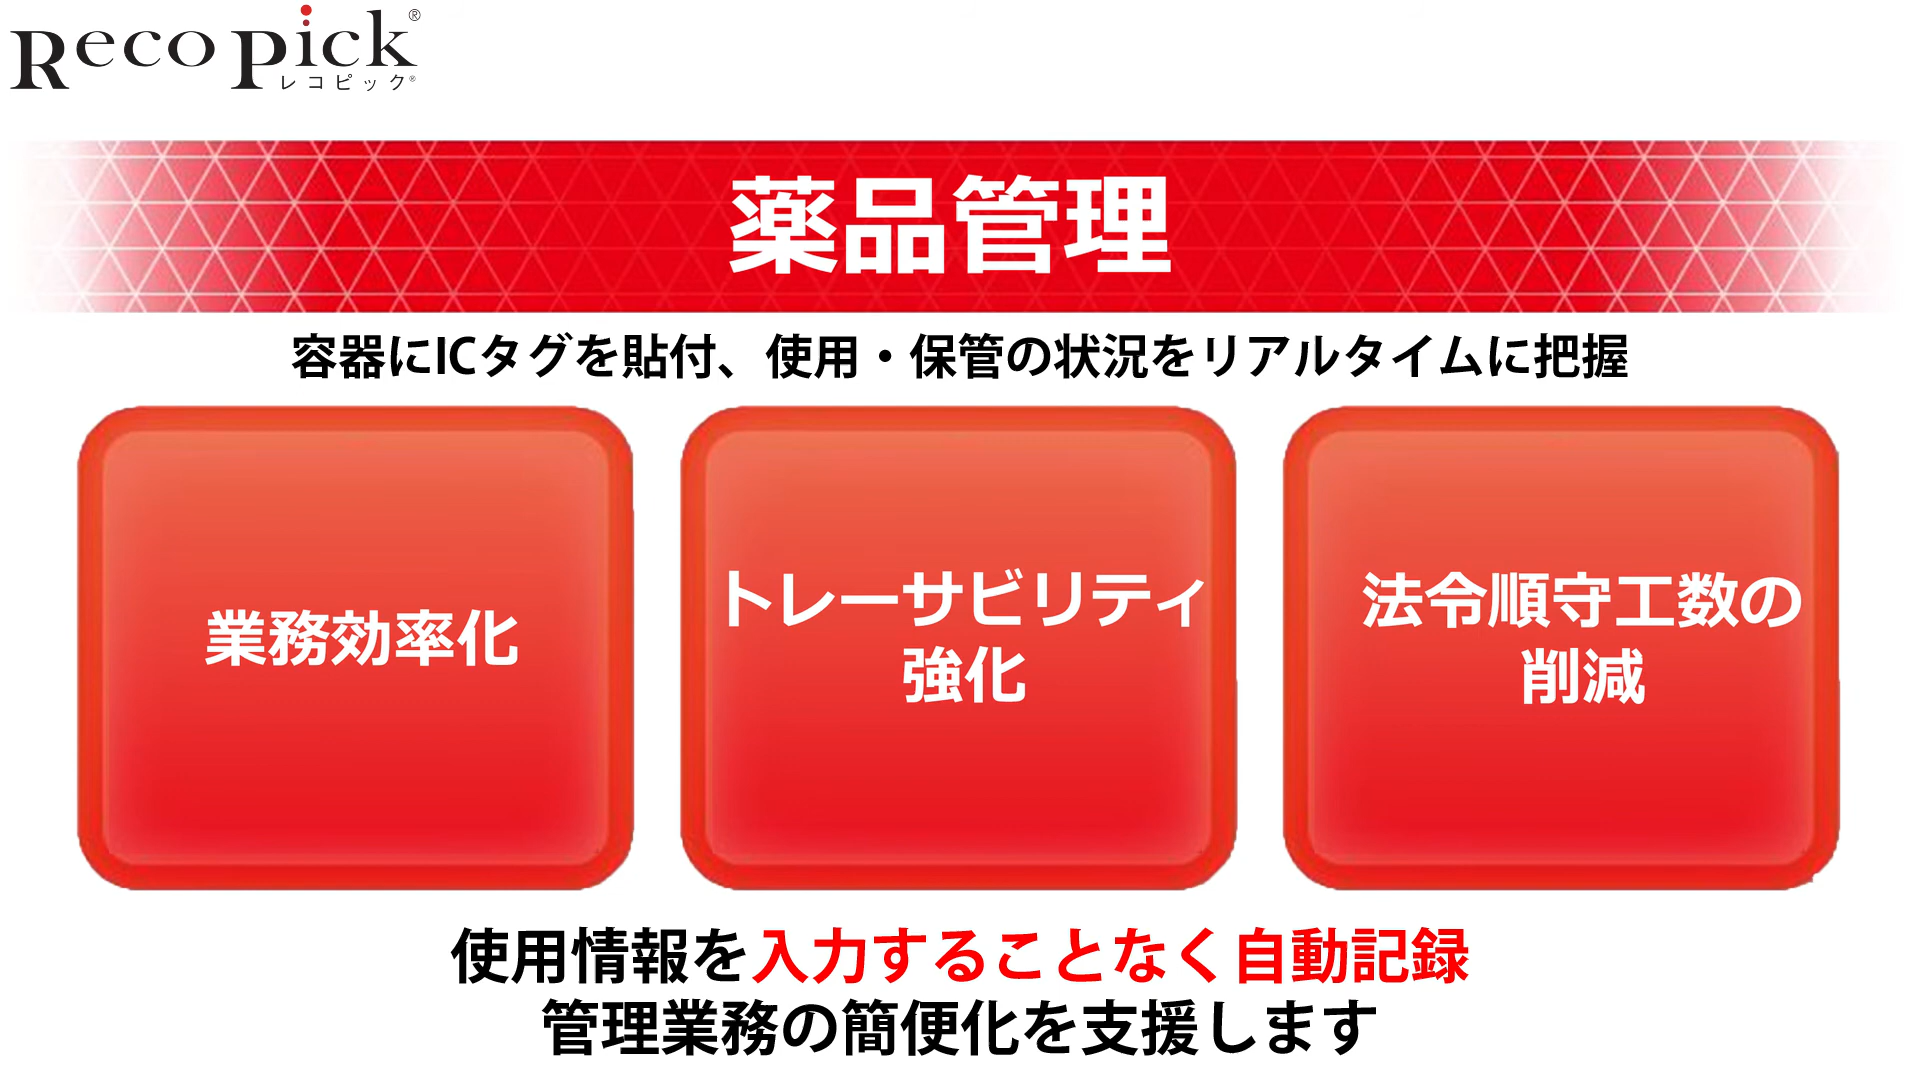 Reco Pick®
レコピック®
薬品管理
容器にICタグを貼付、使用・保管の状況をリアルタイムに把握
業務効率化
トレーサビリティ
強化
法令順守工数の
削減
使用情報を入力することなく自動記録
管理業務の簡便化を支援します